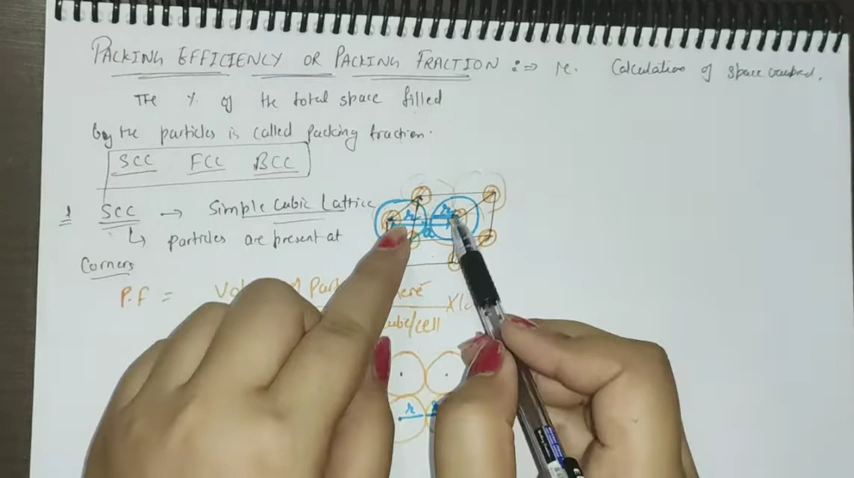 PACKING EFFICIENCY OR PACKING FRACTION :⇒
Calculation of space occupied.
The % of the total space filled
by the particles is called packing fraction.
SCC FCC BCC
1 SCC → Simple Cubic Lattice
↳ particles are present at
Corners
P.F =
cube/cell
r r
a
r